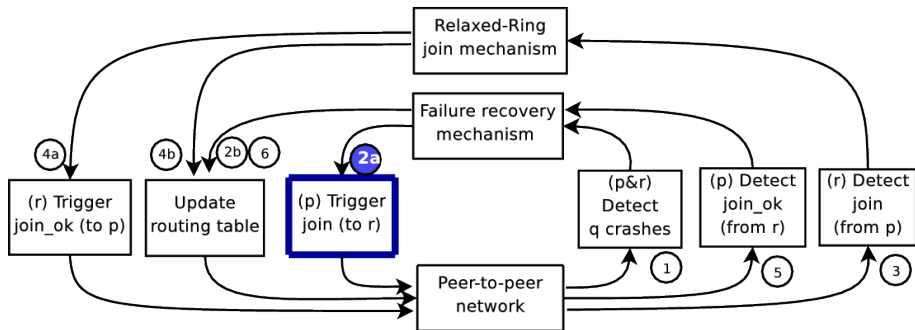 Relaxed-Ring
join mechanism
Failure recovery
mechanism
4a
4b
2b
6
2a
(r) Trigger
join_ok (to p)
Update
routing table
(p) Trigger
join (to r)
(p&r)
Detect
q crashes
(p) Detect
join_ok
(from r)
(r) Detect
join
(from p)
1
5
3
Peer-to-peer
network